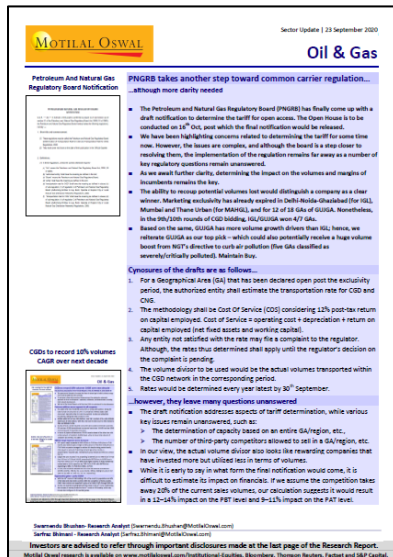 Sector Update | 23 September 2020
MOTILAL OSWAL
Oil & Gas
Petroleum And Natural Gas
Regulatory Board Notification
CGDs to record 10% volumes
CAGR over next decade
PNGRB takes another step toward common carrier regulation...
...although more clarity needed
■ The Petroleum and Natural Gas Regulatory Board (PNGRB) has finally come up with a
draft notification to determine the tariff for open access. The Open House is to be
conducted on 16th Oct, post which the final notification would be released.
■ We have been highlighting concerns related to determining the tariff for some time
now. However, the issues are complex, and although the board is a step closer to
resolving them, the implementation of the regulation remains far away as a number of
key regulatory questions remain unanswered.
■ As we await further clarity, determining the impact on the volumes and margins of
incumbents remains the key.
■ The ability to recoup potential volumes lost would distinguish a company as a clear
winner. Marketing exclusivity has already expired in Delhi-Noida-Ghaziabad (for IGL),
Mumbai and Thane Urban (for MAHGL), and for 12 of 18 GAs of GUJGA. Nonetheless,
in the 9th/10th rounds of CGD bidding, IGL/GUJGA won 4/7 GAs.
■ Based on the same, GUJGA has more volume growth drivers than IGL; hence, we
reiterate GUJGA as our top pick – which could also potentially receive a huge volume
boost from NGT's directive to curb air pollution (five GAs classified as
severely/critically polluted). Maintain Buy.
Cynosures of the drafts are as follows...
1. For a Geographical Area (GA) that has been declared open post the exclusivity
period, the authorized entity shall estimate the transportation rate for CGD and
CNG.
2. The methodology shall be Cost Of Service (COS) considering 12% post-tax return
on capital employed. Cost of Service = operating cost + depreciation + return on
capital employed (net fixed assets and working capital).
3. Any entity not satisfied with the rate may file a complaint to the regulator.
Although, the rates thus determined shall apply until the regulator's decision on
the complaint is pending.
4. The volume divisor to be used would be the actual volumes transported within
the CGD network in the corresponding period.
5. Rates would be determined every year latest by 30th September.
...however, they leave many questions unanswered
■ The draft notification addresses aspects of tariff determination, while various
key issues remain unanswered, such as:
➢ The determination of capacity based on an entire GA/region, etc.,
➢ The number of third-party competitors allowed to sell in a GA/region, etc.
■ In our view, the actual volume divisor also looks like rewarding companies that
have invested more but utilized less in terms of volumes.
■ While it is early to say in what form the final notification would come, it is
difficult to estimate its impact on financials. If we assume the competition takes
away 20% of the current sales volumes, our calculation suggests it would result
in a 12–14% impact on the PBT level and 9–11% impact on the PAT level.
Swarnendu Bhushan- Research Analyst (Swarnendu.Bhushan@MotilalOswal.com)
Sarfraz Bhimani - Research Analyst (Sarfraz.Bhimani@MotilalOswal.com)
Investors are advised to refer through important disclosures made at the last page of the Research Report.
Motilal Oswal research is available on www.motilaloswal.com/Institutional-Equities, Bloomberg, Thomson Reuters, Factset and S&P Capital.